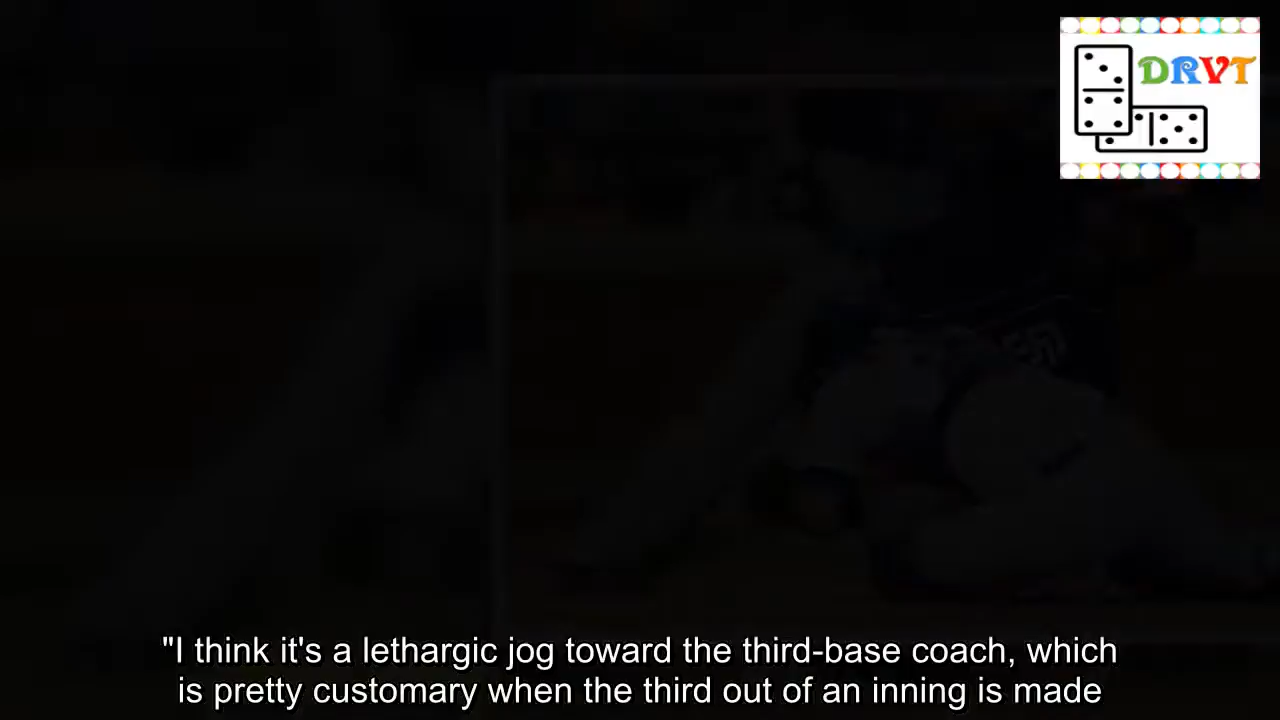 DRVT
"I think it's a lethargic jog toward the third-base coach, which
is pretty customary when the third out of an inning is made